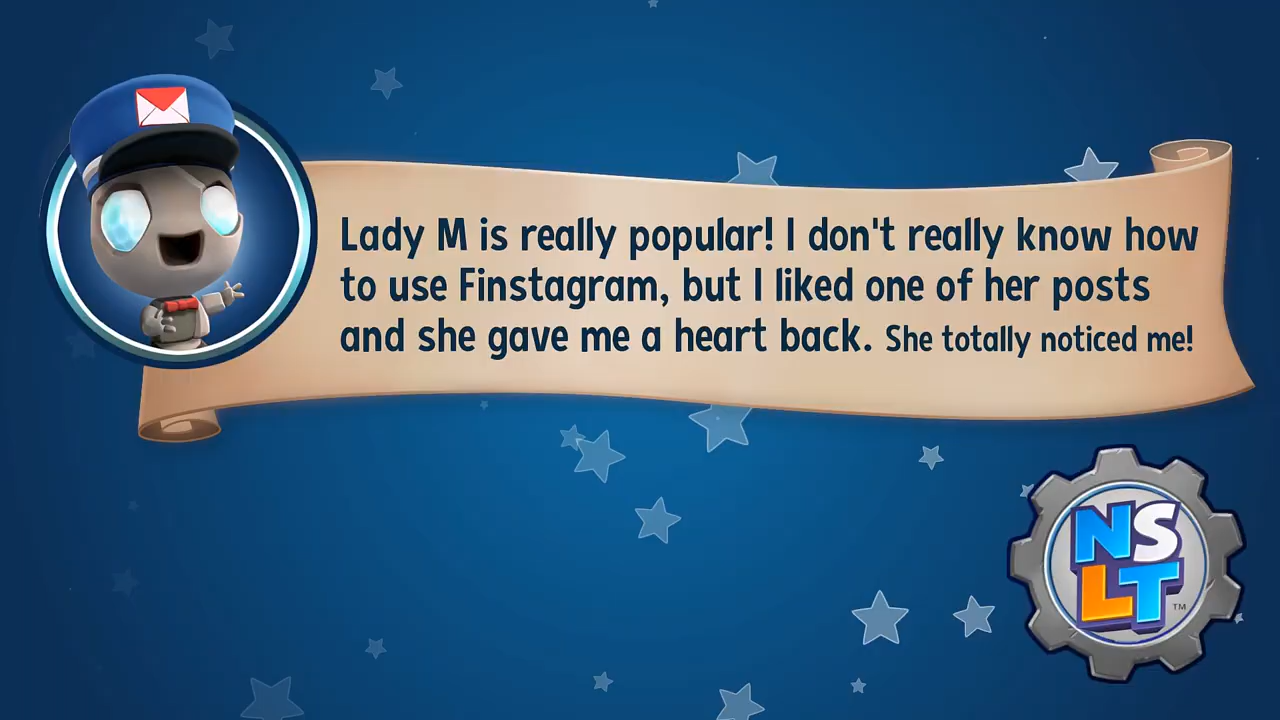 Lady M is really popular! I don't really know how
to use Finstagram, but I liked one of her posts
and she gave me a heart back. She totally noticed me!
NS
LT
TM